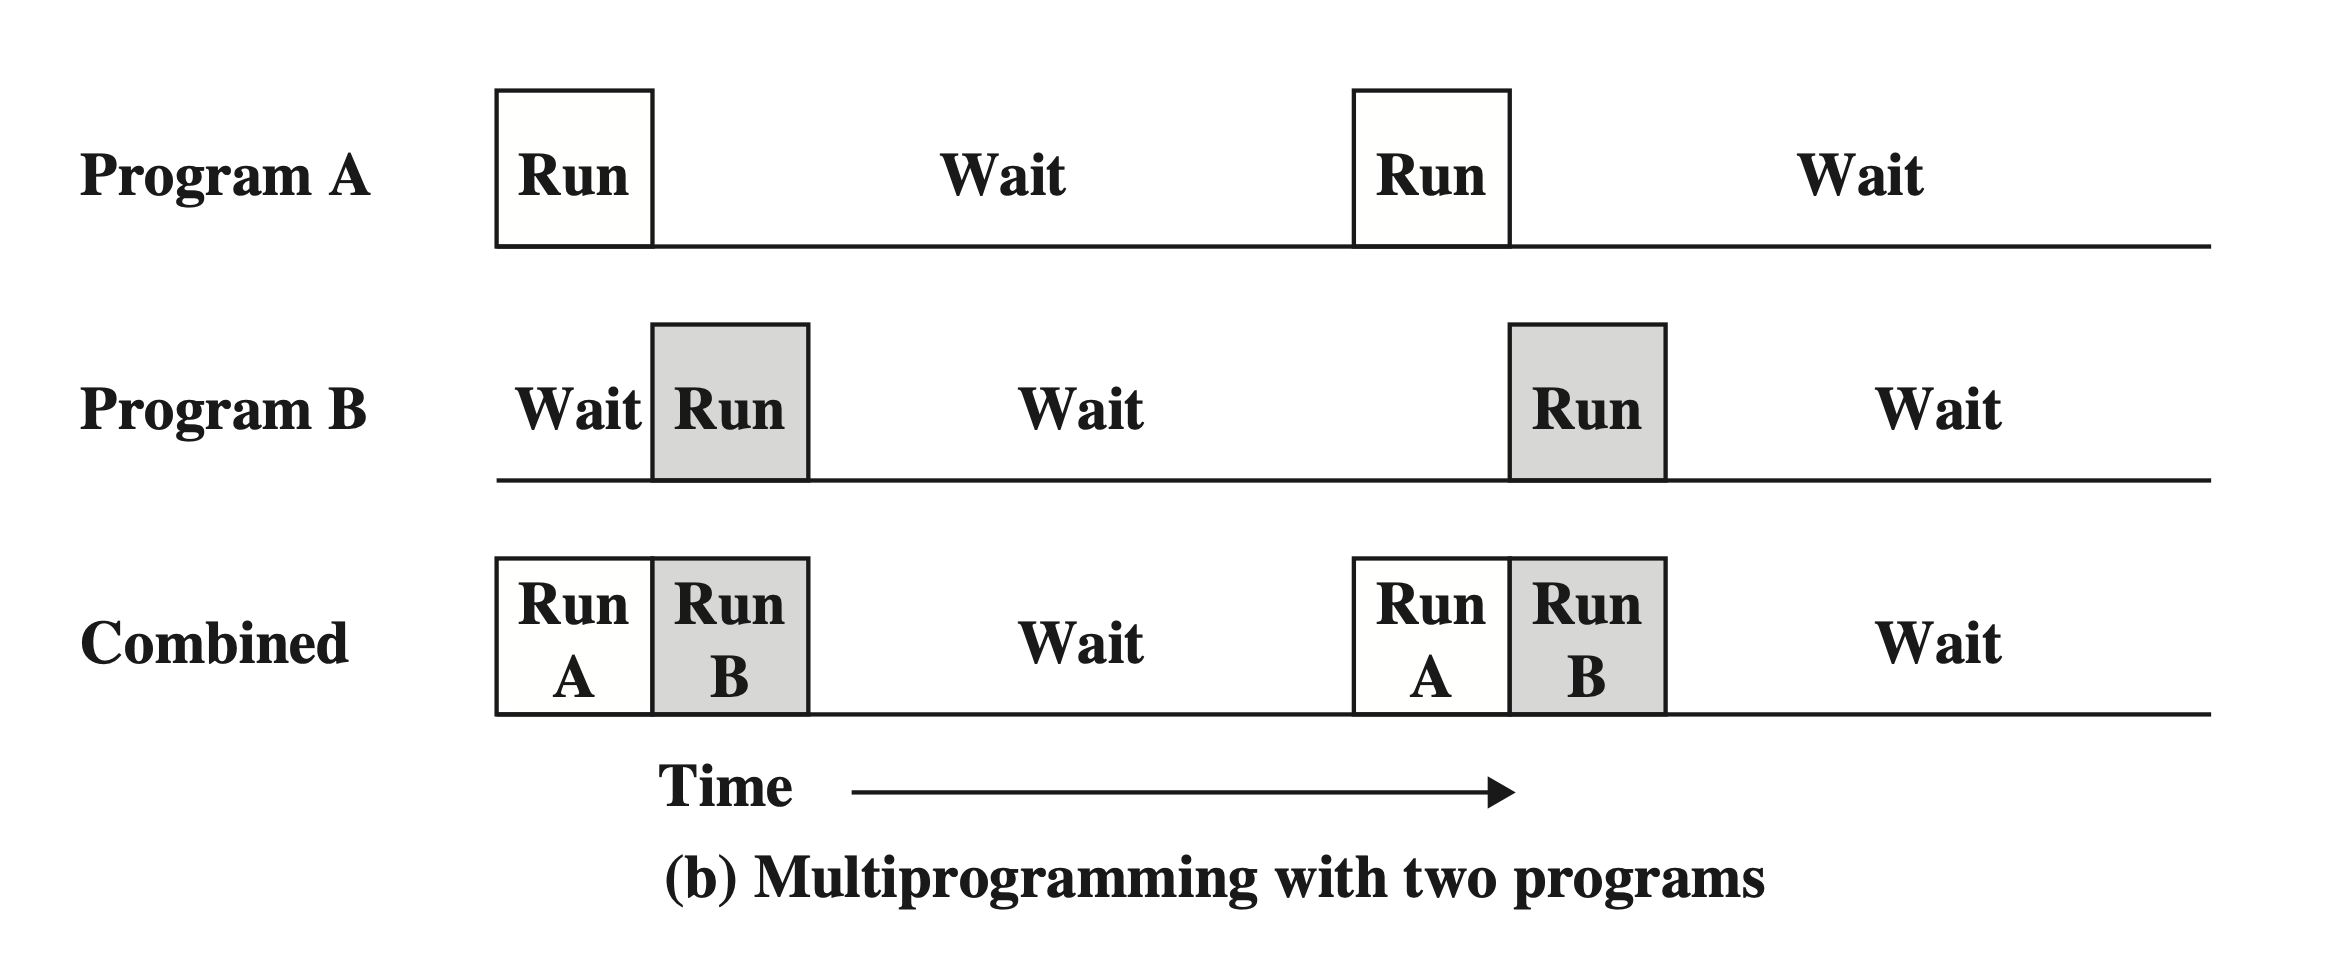 Program A Run Wait Run Wait
Program B Wait Run Wait Run Wait
Combined Run A Run B Wait Run A Run B Wait
Time
(b) Multiprogramming with two programs